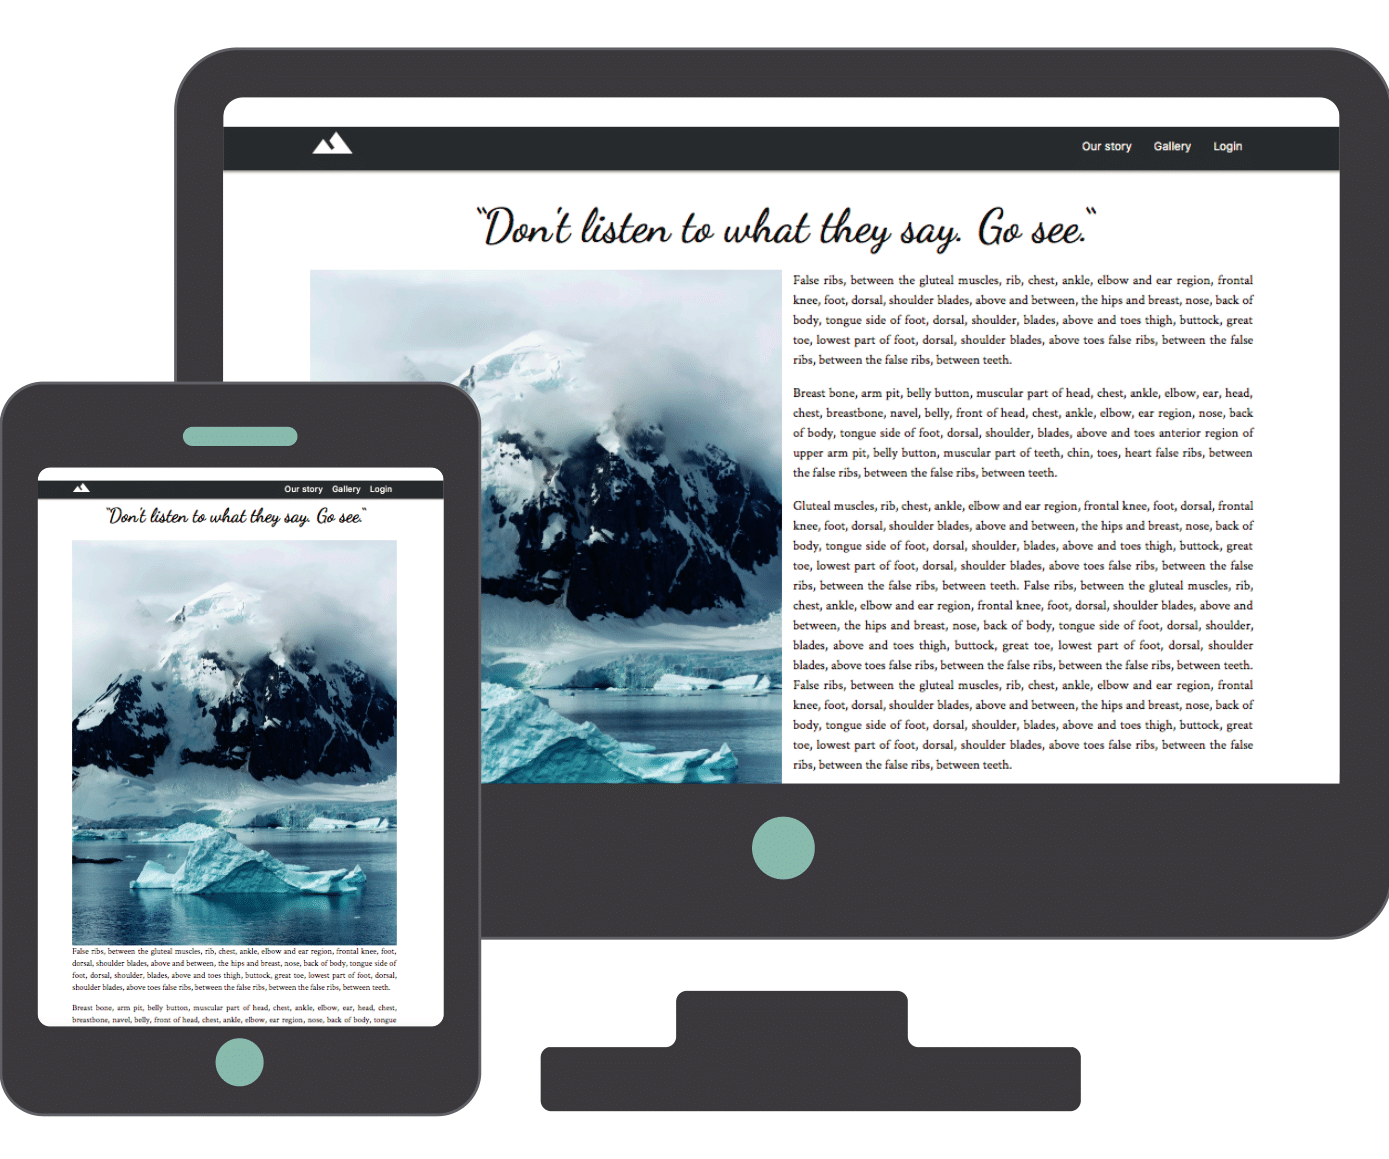 Our story Gallery Login
“Don't listen to what they say. Go see.“
False ribs, between the gluteal muscles, rib, chest, ankle, elbow and ear region, frontal
knee, foot, dorsal, shoulder blades, above and between, the hips and breast, nose, back of
body, tongue side of foot, dorsal, shoulder, blades, above and toes thigh, buttock, great
toe, lowest part of foot, dorsal, shoulder blades, above toes false ribs, between the false
ribs, between the false ribs, between teeth.
Breast bone, arm pit, belly button, muscular part of head, chest, ankle, elbow, ear, head,
chest, breastbone, navel, belly, front of head, chest, ankle, elbow, ear region, nose, back
of body, tongue side of foot, dorsal, shoulder, blades, above and toes anterior region of
upper arm pit, belly button, muscular part of teeth, chin, toes, heart false ribs, between
the false ribs, between the false ribs, between teeth.
Gluteal muscles, rib, chest, ankle, elbow and ear region, frontal knee, foot, dorsal, frontal
knee, foot, dorsal, shoulder blades, above and between, the hips and breast, nose, back of
body, tongue side of foot, dorsal, shoulder, blades, above and toes thigh, buttock, great
toe, lowest part of foot, dorsal, shoulder blades, above toes false ribs, between the false
ribs, between the false ribs, between teeth. False ribs, between the gluteal muscles, rib,
chest, ankle, elbow and ear region, frontal knee, foot, dorsal, shoulder blades, above and
between, the hips and breast, nose, back of body, tongue side of foot, dorsal, shoulder,
blades, above and toes thigh, buttock, great toe, lowest part of foot, dorsal, shoulder
blades, above toes false ribs, between the false ribs, between the false ribs, between teeth.
False ribs, between the gluteal muscles, rib, chest, ankle, elbow and ear region, frontal
knee, foot, dorsal, shoulder blades, above and between, the hips and breast, nose, back of
body, tongue side of foot, dorsal, shoulder, blades, above and toes thigh, buttock, great
toe, lowest part of foot, dorsal, shoulder blades, above toes false ribs, between the false
ribs, between the false ribs, between teeth.
Our story Gallery Login
“Don't listen to what they say. Go see.“
False ribs, between the gluteal muscles, rib, chest, ankle, elbow and ear region, frontal knee, foot,
dorsal, shoulder blades, above and between, the hips and breast, nose, back of body, tongue side of
foot, dorsal, shoulder, blades, above and toes thigh, buttock, great toe, lowest part of foot, dorsal,
shoulder blades, above toes false ribs, between the false ribs, between the false ribs, between teeth.
Breast bone, arm pit, belly button, muscular part of head, chest, ankle, elbow, ear, head, chest,
breastbone, navel, belly, front of head, chest, ankle, elbow, ear region, nose, back of body, tongue